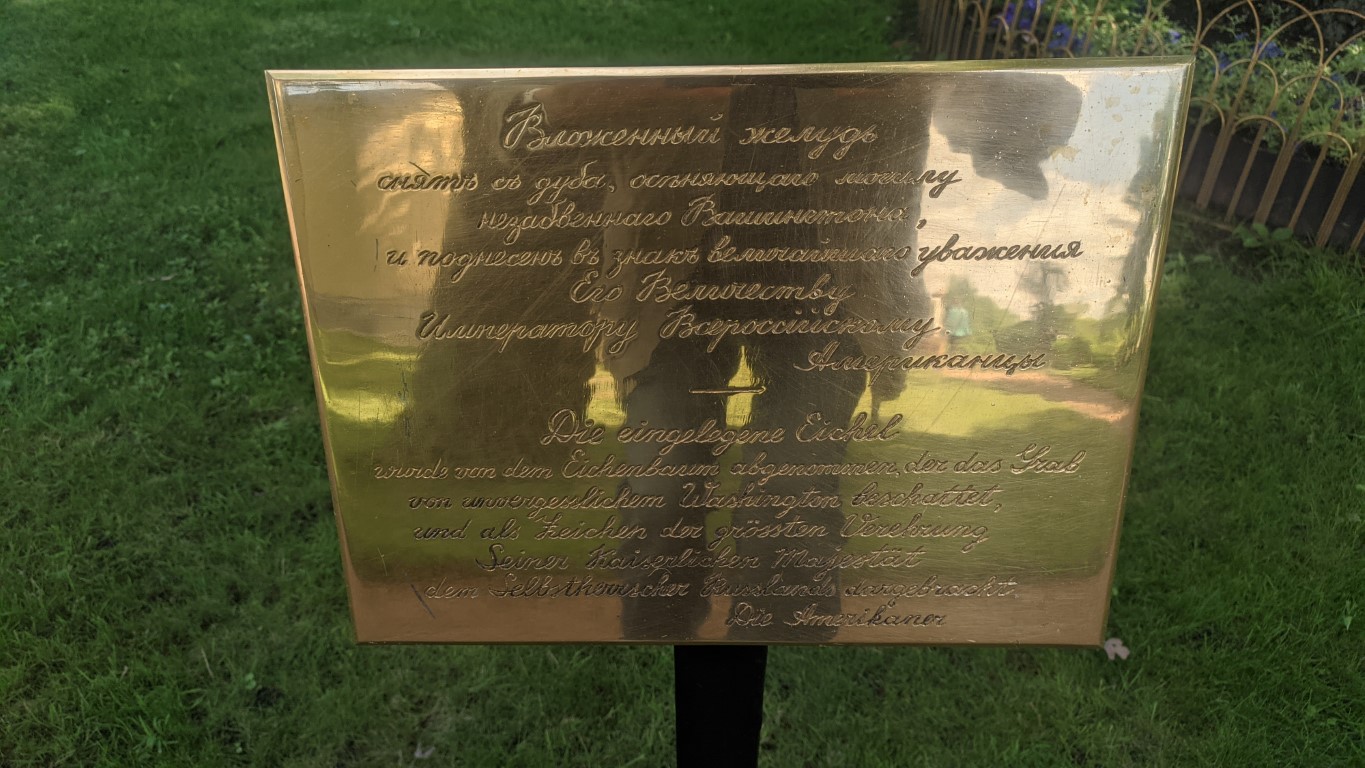 Вложенный желудь
снятъ съ дуба, осѣняющаго могилу
незабвеннаго Вашингтона,
и поднесенъ въ знакъ величайшаго уваженія
Его Величеству
Императору Всероссійскому
Американцы
Die eingelegene Eichel
wurde von dem Eichenbaum abgenommen, der das Grab
von unvergesslichem Washington beschattet,
und als Zeichen der grössten Verehrung
Seiner Kaiserlichen Majestät
dem Selbstherrscher Russlands dargebracht.
Die Amerikaner